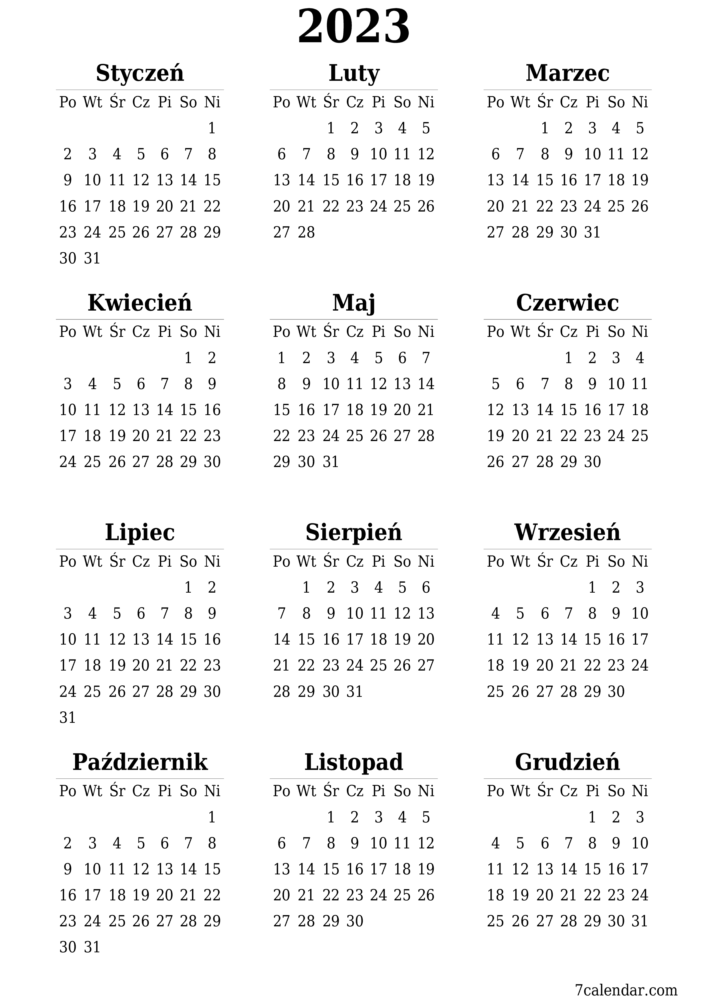 2023
Styczeń Luty Marzec
Po Wt Śr Cz Pi So Ni Po Wt Śr Cz Pi So Ni Po Wt Śr Cz Pi So Ni
1 1 2 3 4 5 1 2 3 4 5
2 3 4 5 6 7 8 6 7 8 9 10 11 12 6 7 8 9 10 11 12
9 10 11 12 13 14 15 13 14 15 16 17 18 19 13 14 15 16 17 18 19
16 17 18 19 20 21 22 20 21 22 23 24 25 26 20 21 22 23 24 25 26
23 24 25 26 27 28 29 27 28 27 28 29 30 31
30 31
Kwiecień Maj Czerwiec
Po Wt Śr Cz Pi So Ni Po Wt Śr Cz Pi So Ni Po Wt Śr Cz Pi So Ni
1 2 1 2 3 4 5 6 7 1 2 3 4
3 4 5 6 7 8 9 8 9 10 11 12 13 14 5 6 7 8 9 10 11
10 11 12 13 14 15 16 15 16 17 18 19 20 21 12 13 14 15 16 17 18
17 18 19 20 21 22 23 22 23 24 25 26 27 28 19 20 21 22 23 24 25
24 25 26 27 28 29 30 29 30 31 26 27 28 29 30
Lipiec Sierpień Wrzesień
Po Wt Śr Cz Pi So Ni Po Wt Śr Cz Pi So Ni Po Wt Śr Cz Pi So Ni
1 2 1 2 3 4 5 6 1 2 3
3 4 5 6 7 8 9 7 8 9 10 11 12 13 4 5 6 7 8 9 10
10 11 12 13 14 15 16 14 15 16 17 18 19 20 11 12 13 14 15 16 17
17 18 19 20 21 22 23 21 22 23 24 25 26 27 18 19 20 21 22 23 24
24 25 26 27 28 29 30 28 29 30 31 25 26 27 28 29 30
31
Październik Listopad Grudzień
Po Wt Śr Cz Pi So Ni Po Wt Śr Cz Pi So Ni Po Wt Śr Cz Pi So Ni
1 1 2 3 4 5 1 2 3
2 3 4 5 6 7 8 6 7 8 9 10 11 12 4 5 6 7 8 9 10
9 10 11 12 13 14 15 13 14 15 16 17 18 19 11 12 13 14 15 16 17
16 17 18 19 20 21 22 20 21 22 23 24 25 26 18 19 20 21 22 23 24
23 24 25 26 27 28 29 27 28 29 30 25 26 27 28 29 30 31
30 31
7calendar.com